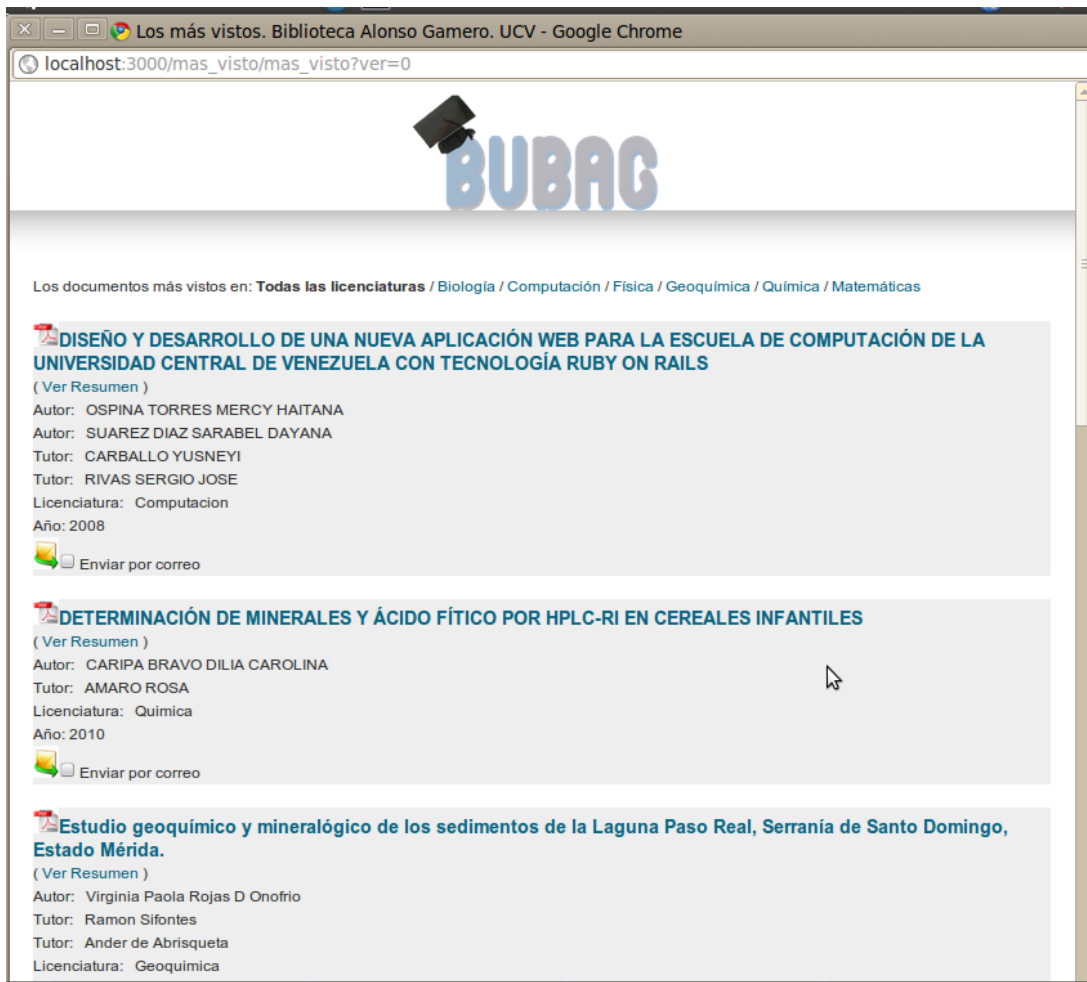 Los más vistos. Biblioteca Alonso Gamero. UCV - Google Chrome
localhost:3000/mas_visto/mas_visto?ver=0
BUBAG
Los documentos más vistos en: Todas las licenciaturas / Biología / Computación / Física / Geoquímica / Química / Matemáticas
DISEÑO Y DESARROLLO DE UNA NUEVA APLICACIÓN WEB PARA LA ESCUELA DE COMPUTACIÓN DE LA
UNIVERSIDAD CENTRAL DE VENEZUELA CON TECNOLOGÍA RUBY ON RAILS
( Ver Resumen )
Autor: OSPINA TORRES MERCY HAITANA
Autor: SUAREZ DIAZ SARABEL DAYANA
Tutor: CARBALLO YUSNEYI
Tutor: RIVAS SERGIO JOSE
Licenciatura: Computacion
Año: 2008
Enviar por correo
DETERMINACIÓN DE MINERALES Y ÁCIDO FÍTICO POR HPLC-RI EN CEREALES INFANTILES
( Ver Resumen )
Autor: CARIPA BRAVO DILIA CAROLINA
Tutor: AMARO ROSA
Licenciatura: Quimica
Año: 2010
Enviar por correo
Estudio geoquímico y mineralógico de los sedimentos de la Laguna Paso Real, Serranía de Santo Domingo,
Estado Mérida.
( Ver Resumen )
Autor: Virginia Paola Rojas D Onofrio
Tutor: Ramon Sifontes
Tutor: Ander de Abrisqueta
Licenciatura: Geoquimica